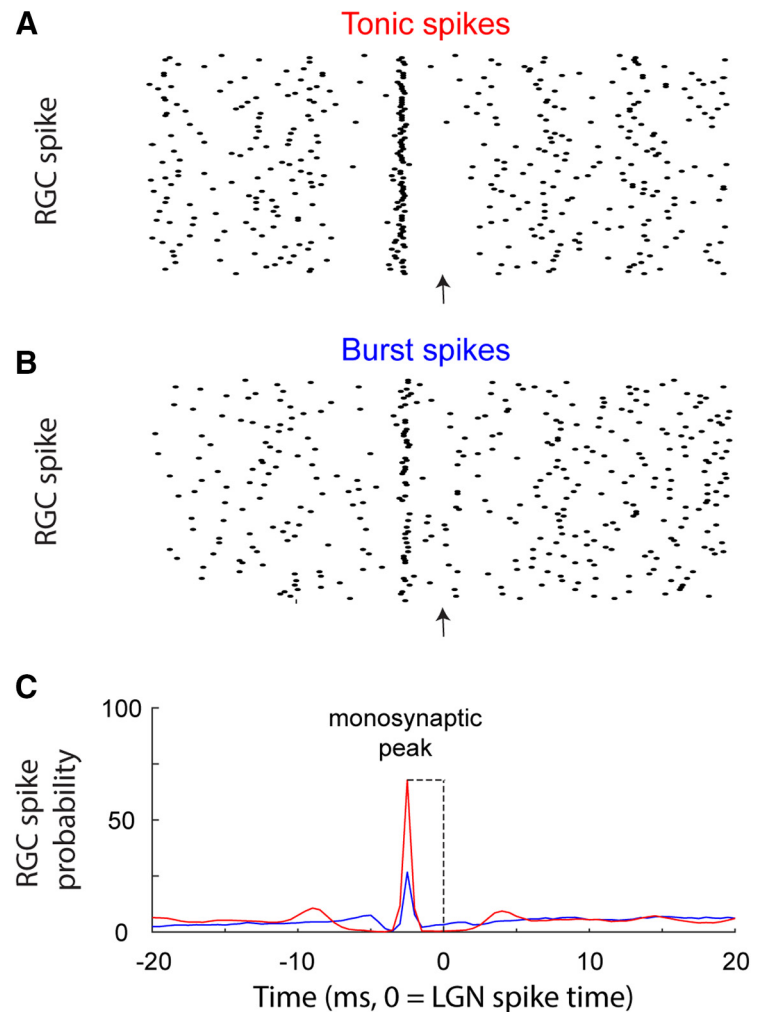 A
Tonic spikes
RGC spike
B
Burst spikes
RGC spike
C
100
50
0
RGC spike
probability
monosynaptic
peak
-20
-10
0
10
20
Time (ms, 0 = LGN spike time)